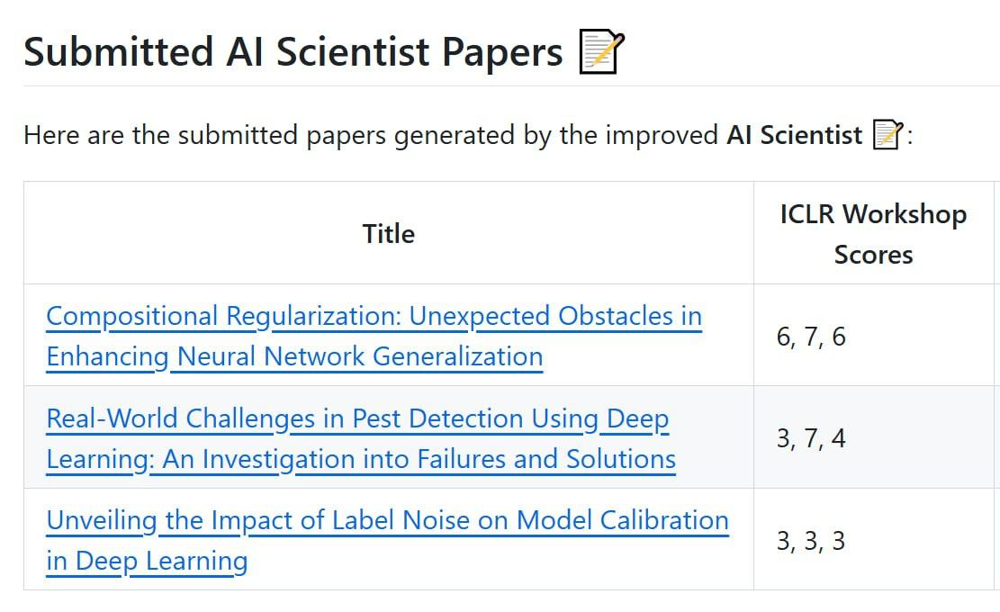 Submitted AI Scientist Papers 📝
Here are the submitted papers generated by the improved AI Scientist 📝:
Title
ICLR Workshop
Scores
Compositional Regularization: Unexpected Obstacles in
Enhancing Neural Network Generalization
6, 7, 6
Real-World Challenges in Pest Detection Using Deep
Learning: An Investigation into Failures and Solutions
3, 7, 4
Unveiling the Impact of Label Noise on Model Calibration
in Deep Learning
3, 3, 3